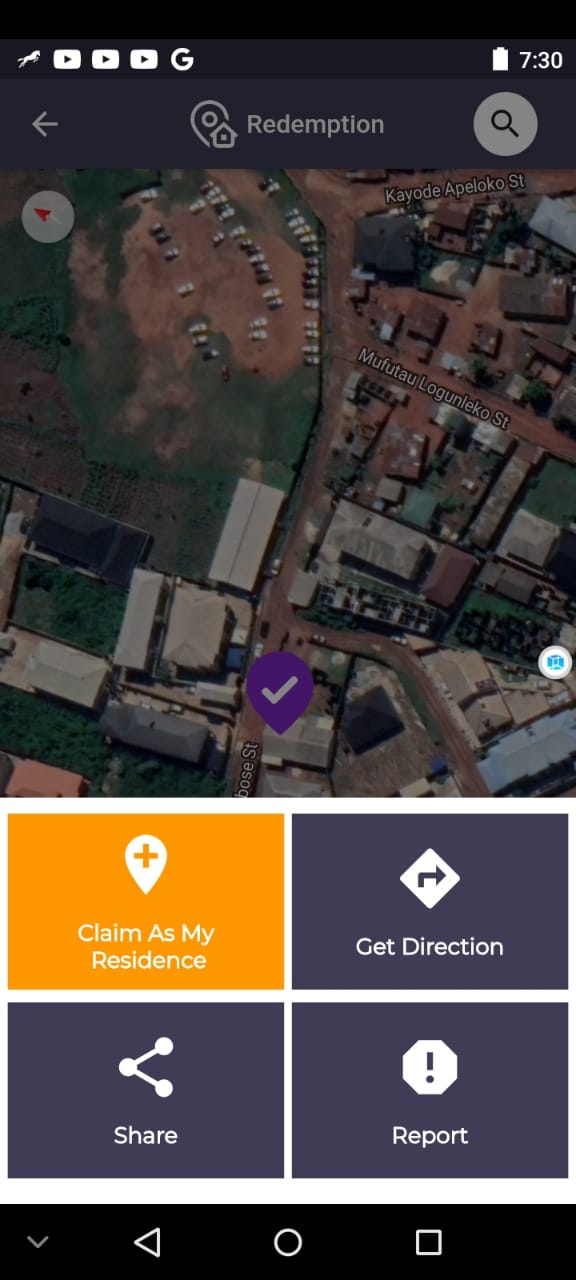 7:30
Redemption
Kayode Apeloko St
Mufutau Logunleko St
bose St
Claim As My
Residence
Get Direction
Share
Report